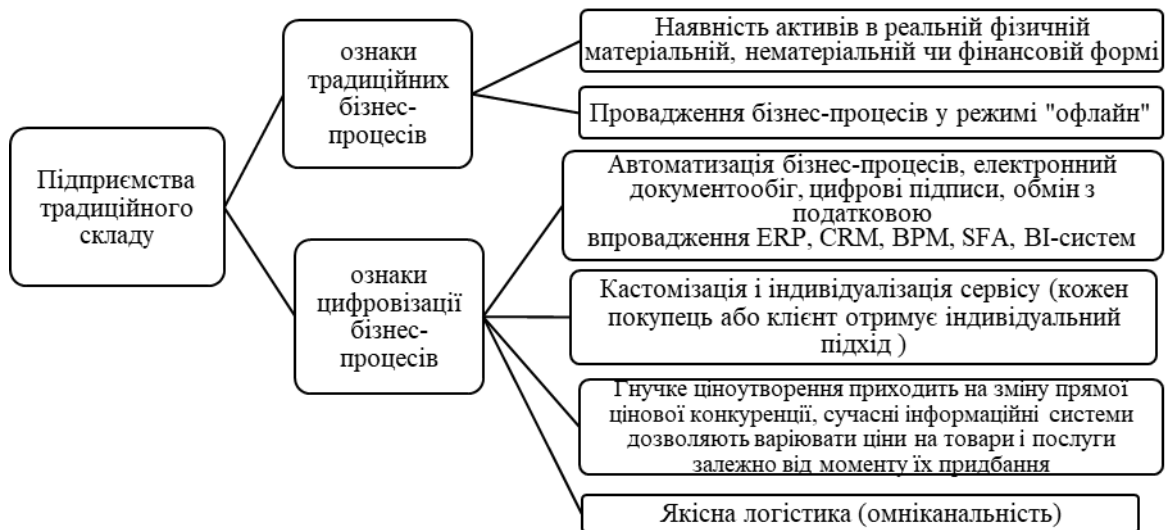 Підприємства
традиційного
складу
ознаки
традиційних
бізнес-
процесів
Наявність активів в реальній фізичній
матеріальній, нематеріальній чи фінансовій формі
Провадження бізнес-процесів у режимі "офлайн"
ознаки
цифровізації
бізнес-
процесів
Автоматизація бізнес-процесів, електронний
документообіг, цифрові підписи, обмін з
податковою
впровадження ERP, CRM, BPM, SFA, BI-систем
Кастомізація і індивідуалізація сервісу (кожен
покупець або клієнт отримує індивідуальний
підхід )
Гнучке ціноутворення приходить на зміну прямої
цінової конкуренції, сучасні інформаційні системи
дозволяють варіювати ціни на товари і послуги
залежно від моменту їх придбання
Якісна логістика (омніканальність)